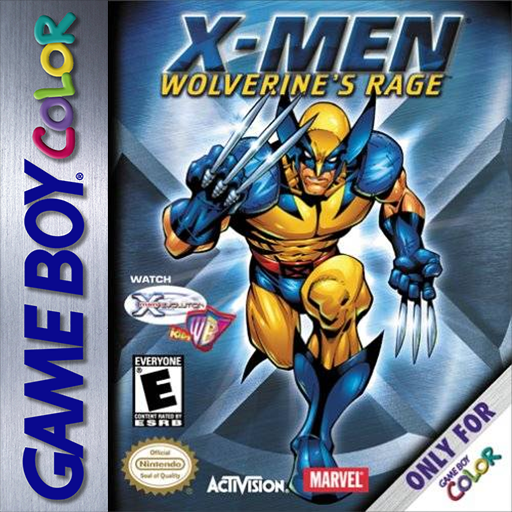 GAME BOY COLOR
X-MEN
WOLVERINE'S RAGE
WATCH
X-MEN EVOLUTION
KIDS WB
EVERYONE
E
CONTENT RATED BY
ESRB
Official
Nintendo
Seal of Quality
ACTIVISION.
MARVEL
ONLY FOR
GAME BOY
COLOR